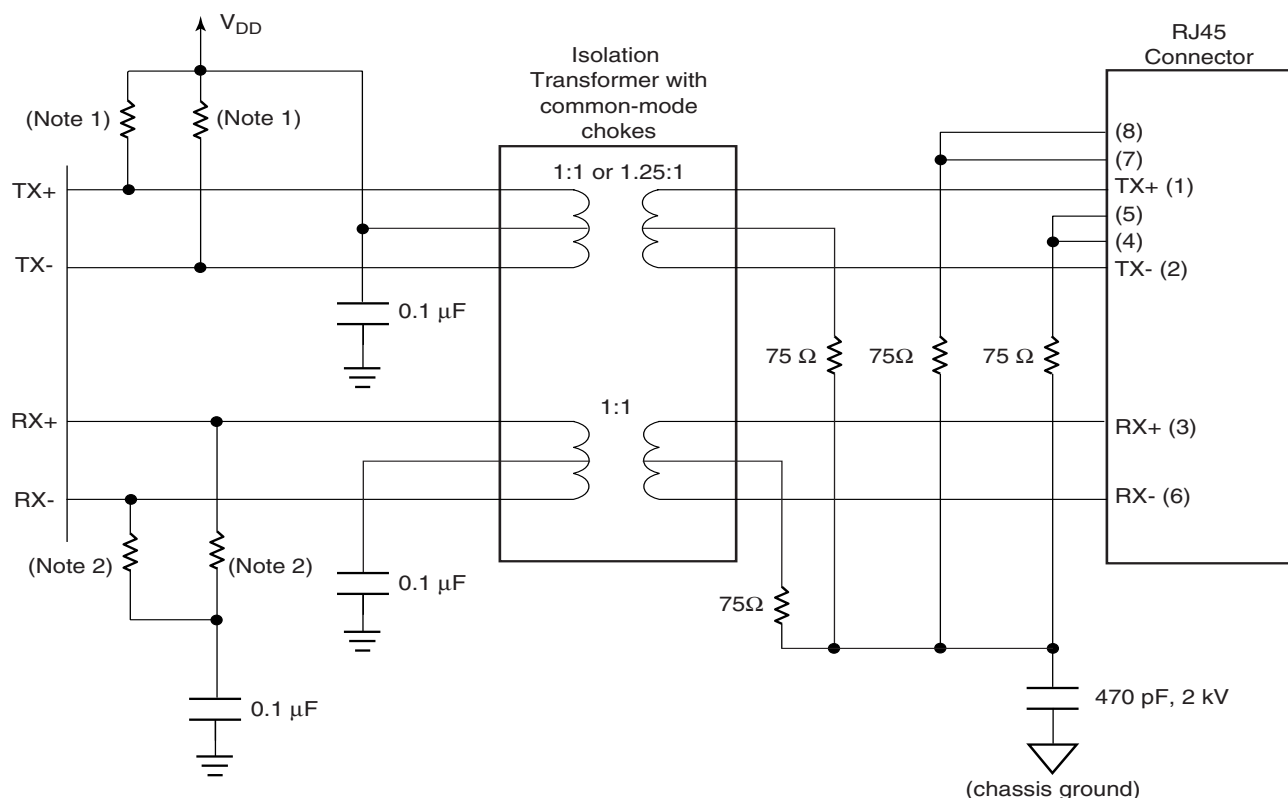 V_DD
RJ45
Connector
Isolation
Transformer with
common-mode
chokes
(Note 1)
(Note 1)
(8)
(7)
1:1 or 1.25:1
TX+
TX+ (1)
(5)
(4)
TX-
TX- (2)
0.1 μF
75 Ω
75Ω
75 Ω
1:1
RX+
RX+ (3)
RX-
RX- (6)
(Note 2)
(Note 2)
0.1 μF
75Ω
0.1 μF
470 pF, 2 kV
(chassis ground)